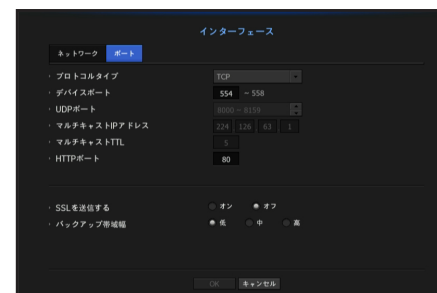 インターフェース
ネットワーク ポート
・ プロトコルタイプ TCP
・ デバイスポート 554 ~ 558
・ UDPポート 8000 ~ 8159
・ マルチキャストIPアドレス 224 126 63 1
・ マルチキャストTTL 5
・ HTTPポート 80
・ SSLを送信する オン オフ
・ バックアップ帯域幅 低 中 高
OK キャンセル